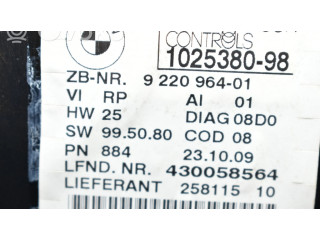 CONTROLS
1025380-98
ZB-NR. 9 220 964-01
VI RP AI 01
HW 25 DIAG 08D0
SW 99.50.80 COD 08
PN 884 23.10.09
LFND. NR. 430058564
LIEFERANT 258115 10